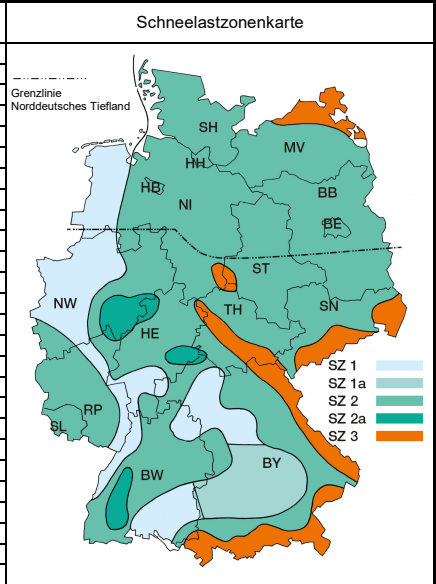 Schneelastzonenkarte
Grenzlinie
Norddeutsches Tiefland
SH
MV
HH
HB
NI
BB
BE
ST
NW
TH
SN
HE
SZ 1
SZ 1a
SZ 2
SZ 2a
SZ 3
RP
SL
BW
BY